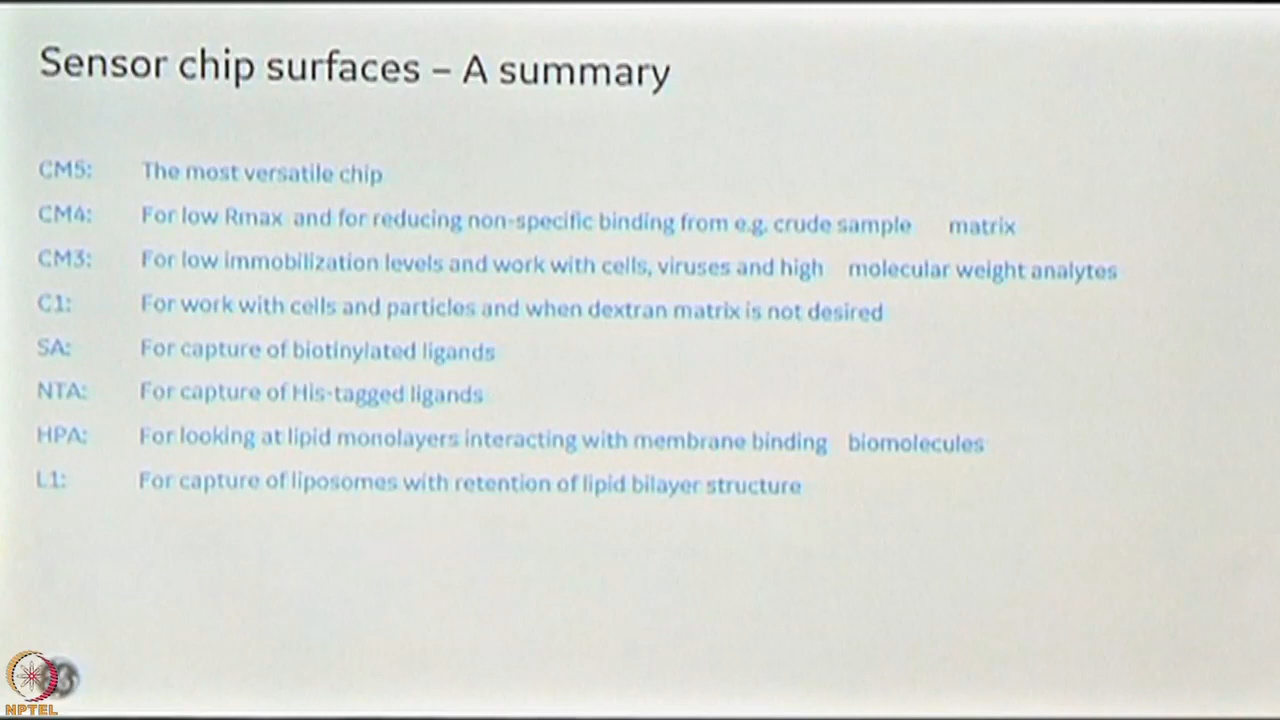 Sensor chip surfaces – A summary
CM5: The most versatile chip
CM4: For low Rmax and for reducing non-specific binding from e.g. crude sample matrix
CM3: For low immobilization levels and work with cells, viruses and high molecular weight analytes
C1: For work with cells and particles and when dextran matrix is not desired
SA: For capture of biotinylated ligands
NTA: For capture of His-tagged ligands
HPA: For looking at lipid monolayers interacting with membrane binding biomolecules
L1: For capture of liposomes with retention of lipid bilayer structure
NPTEL